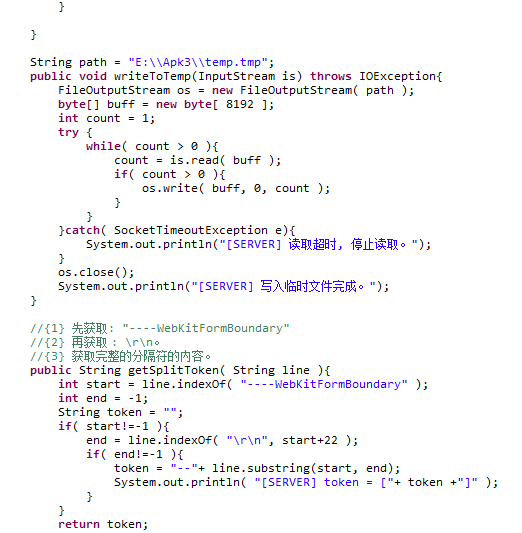 }

    }

    String path = "E:\\Apk3\\temp.tmp";
    public void writeToTemp(InputStream is) throws IOException{
        FileOutputStream os = new FileOutputStream( path );
        byte[] buff = new byte[ 8192 ];
        int count = 1;
        try {
            while( count > 0 ){
                count = is.read( buff );
                if( count > 0 ){
                    os.write( buff, 0, count );
                }
            }
        }catch( SocketTimeoutException e){
            System.out.println("[SERVER] 读取超时, 停止读取。");
        }
        os.close();
        System.out.println("[SERVER] 写入临时文件完成。");
    }

    //{1} 先获取: "----WebKitFormBoundary"
    //{2} 再获取 : \r\n。
    //{3} 获取完整的分隔符的内容。
    public String getSplitToken( String line ){
        int start = line.indexOf( "----WebKitFormBoundary" );
        int end = -1;
        String token = "";
        if( start!=-1 ){
            end = line.indexOf( "\r\n", start+22 );
            if( end!=-1 ){
                token = "--"+ line.substring(start, end);
                System.out.println( "[SERVER] token = ["+ token +"]" );
            }
        }
        return token;